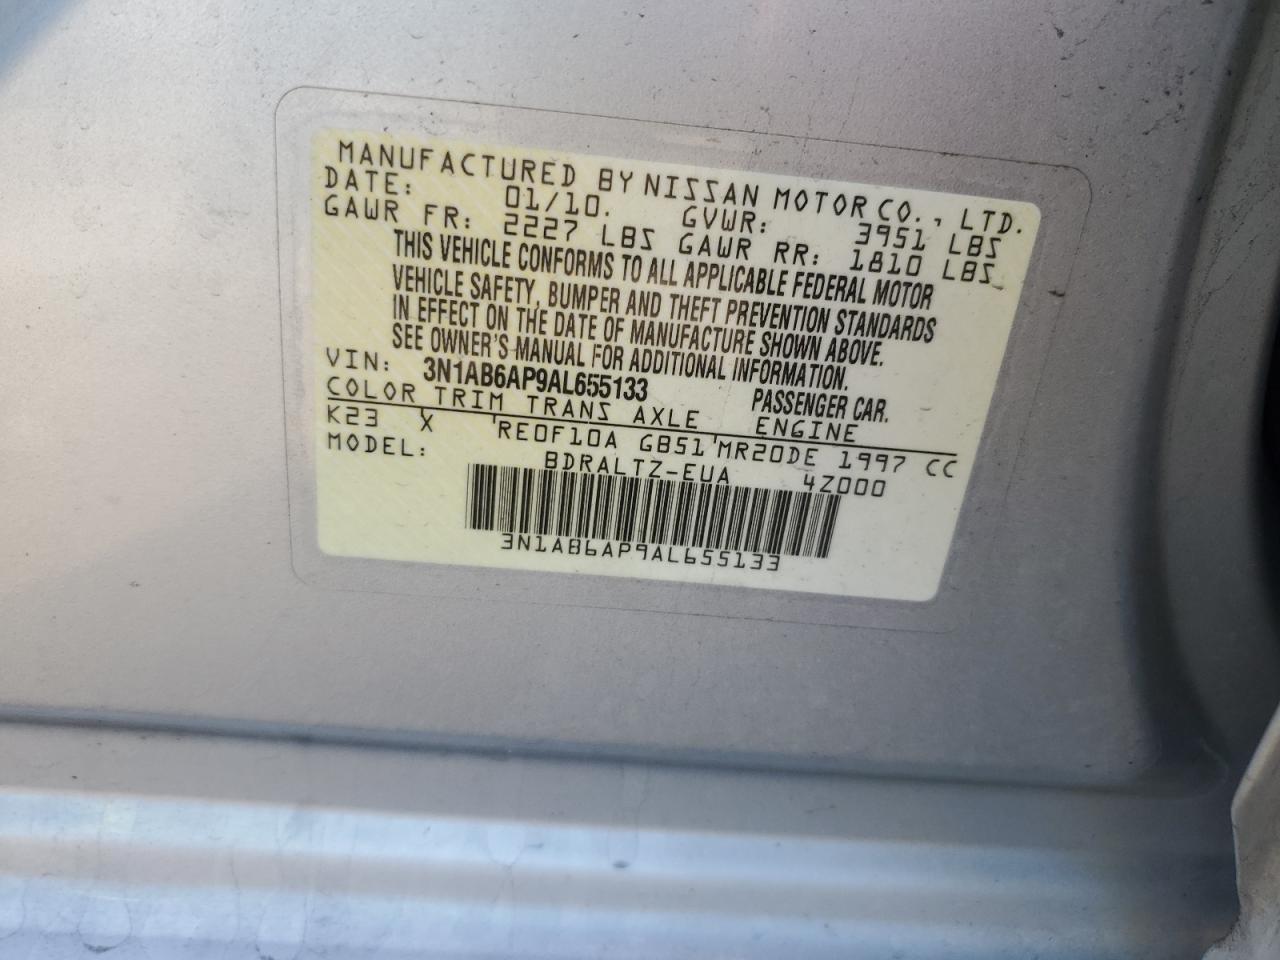 MANUFACTURED BY NISSAN MOTOR CO., LTD.
DATE: 01/10. GVWR: 3951 LBS
GAWR FR: 2227 LBS GAWR RR: 1810 LBS
THIS VEHICLE CONFORMS TO ALL APPLICABLE FEDERAL MOTOR
VEHICLE SAFETY, BUMPER AND THEFT PREVENTION STANDARDS
IN EFFECT ON THE DATE OF MANUFACTURE SHOWN ABOVE.
SEE OWNER'S MANUAL FOR ADDITIONAL INFORMATION.
VIN: 3N1AB6AP9AL655133 PASSENGER CAR.
COLOR TRIM TRANS AXLE ENGINE
K23 X RE0F10A GB51 MR20DE 1997 CC
MODEL: BDRALTZ-EUA 4Z000
3N1AB6AP9AL655133